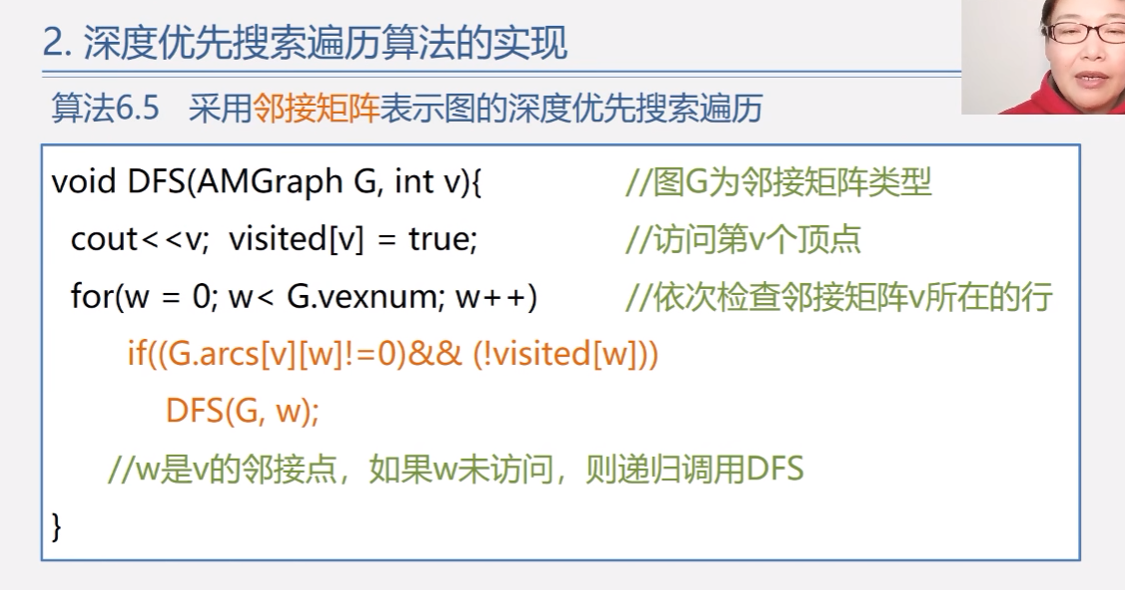 2. 深度优先搜索遍历算法的实现
算法6.5 采用邻接矩阵表示图的深度优先搜索遍历
void DFS(AMGraph G, int v){ //图G为邻接矩阵类型
cout<<v; visited[v] = true; //访问第v个顶点
for(w = 0; w< G.vexnum; w++) //依次检查邻接矩阵v所在的行
if((G.arcs[v][w]!=0)&& (!visited[w]))
DFS(G, w);
//w是v的邻接点，如果w未访问，则递归调用DFS
}